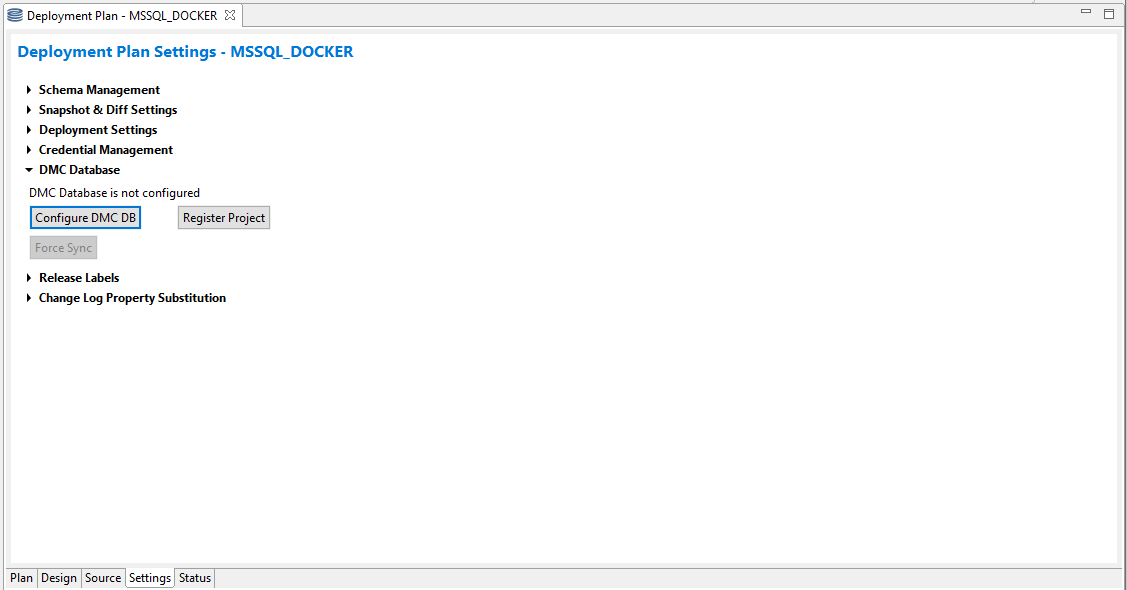 Deployment Plan - MSSQL_DOCKER
Deployment Plan Settings - MSSQL_DOCKER
Schema Management
Snapshot & Diff Settings
Deployment Settings
Credential Management
DMC Database
DMC Database is not configured
Configure DMC DB Register Project
Force Sync
Release Labels
Change Log Property Substitution
Plan Design Source Settings Status